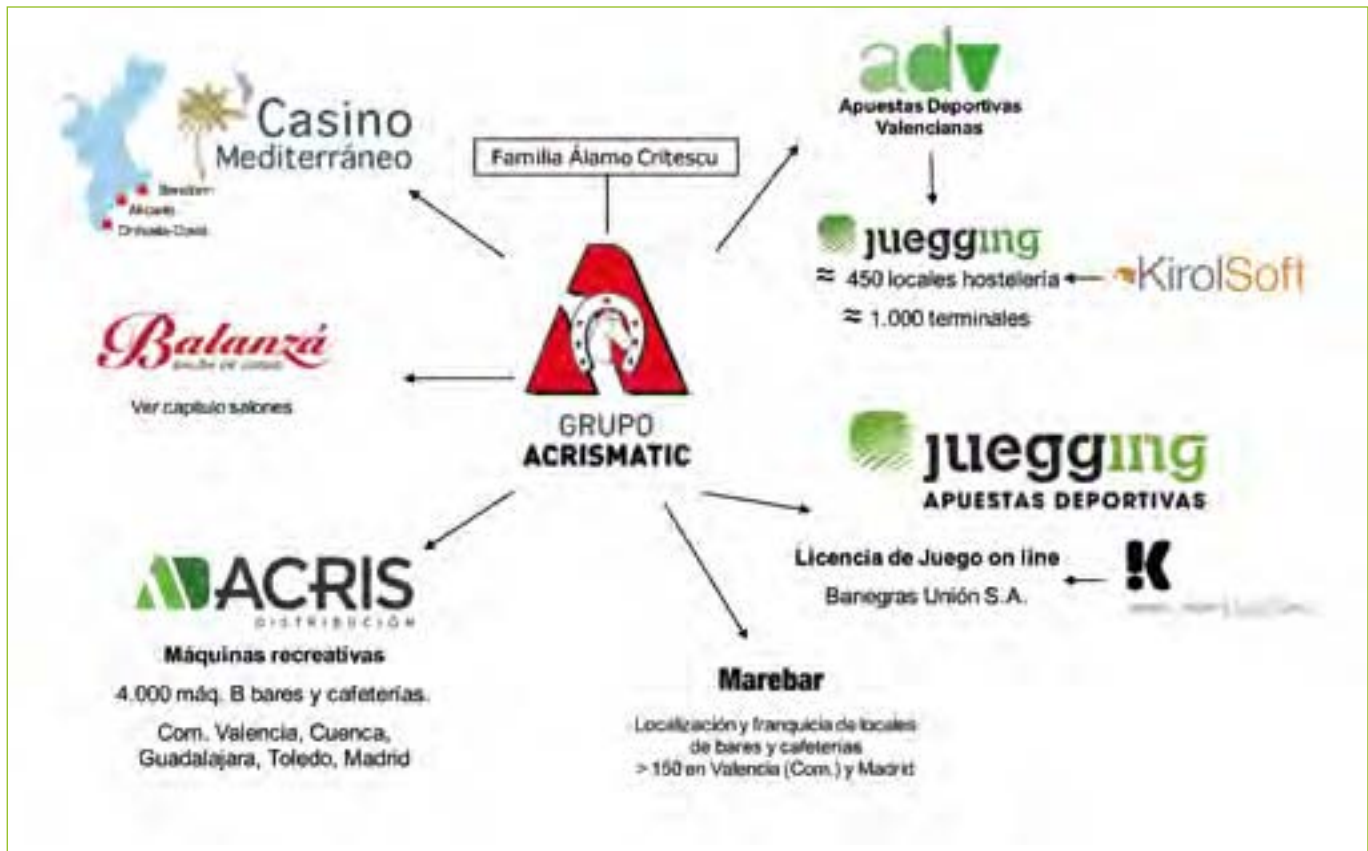 Casino
Mediterráneo
Benidorm
Alicante
Orihuela-Costa
Familia Álamo Critescu
adv
Apuestas Deportivas
Valencianas
juegging
≈ 450 locales hostelería
KirolSoft
≈ 1.000 terminales
Balanzá
Ver capítulo salones
GRUPO
ACRISMATIC
juegging
APUESTAS DEPORTIVAS
Licencia de Juego on line
Banegras Unión S.A.
K
ACRIS
DISTRIBUCIÓN
Máquinas recreativas
4.000 máq. B bares y cafeterías.
Com. Valencia, Cuenca,
Guadalajara, Toledo, Madrid
Marebar
Localización y franquicia de locales
de bares y cafeterías
> 150 en Valencia (Com.) y Madrid